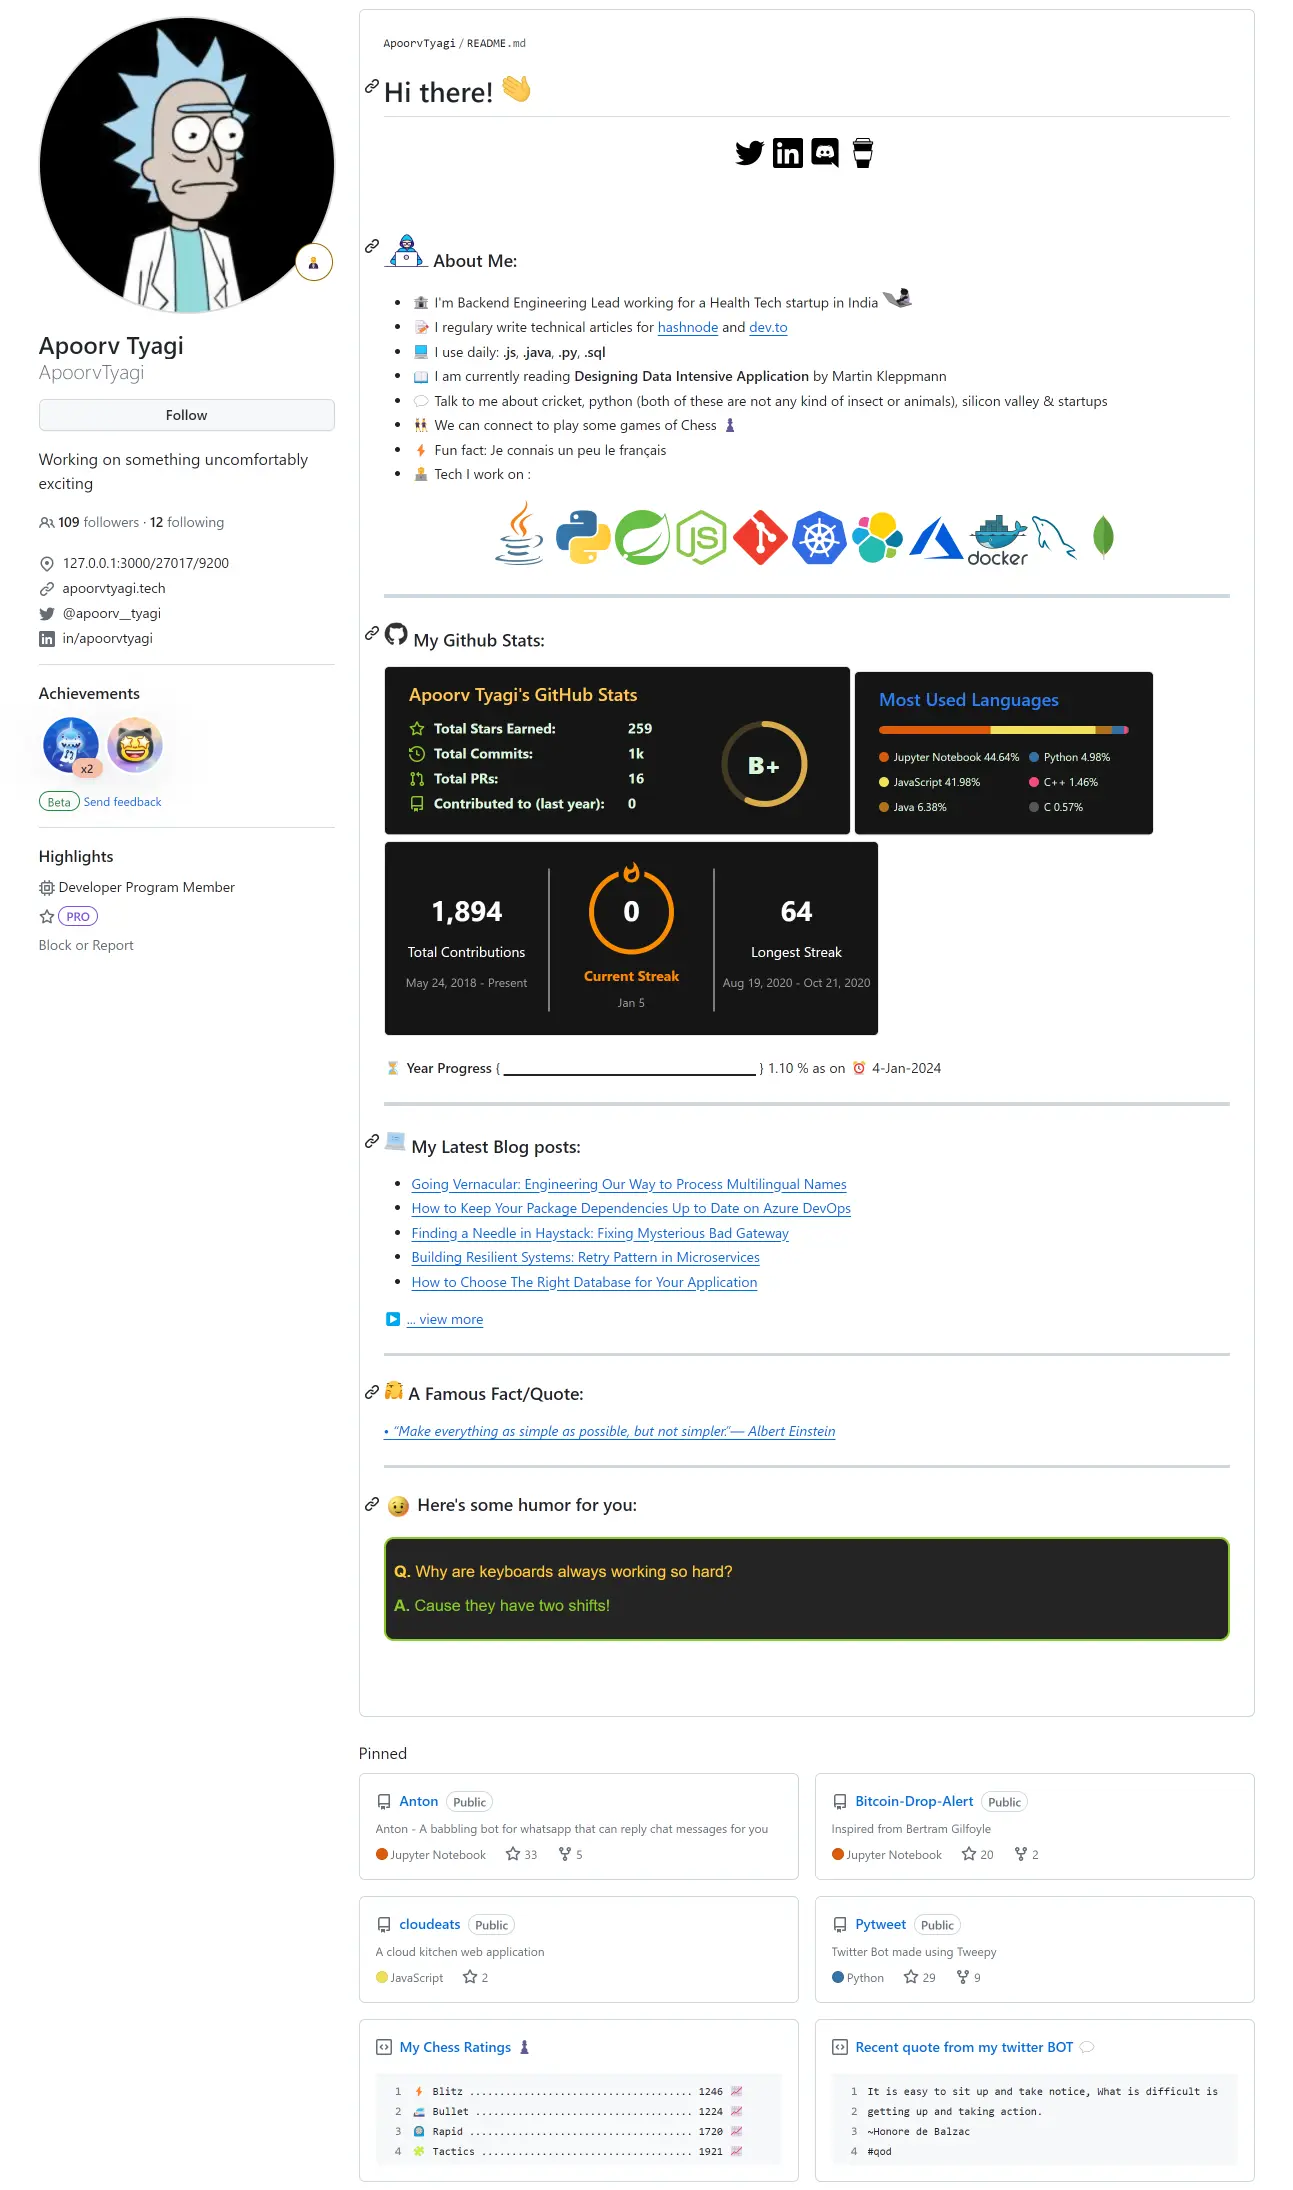 Apoorv Tyagi
ApoorvTyagi
Follow
Working on something uncomfortably
exciting
109 followers · 12 following
127.0.0.1:3000/27017/9200
apoorvtyagi.tech
@apoorv__tyagi
in/apoorvtyagi
Achievements
x2
Beta Send feedback
Highlights
Developer Program Member
PRO
Block or Report
ApoorvTyagi / README.md
Hi there! 👋
About Me:
I'm Backend Engineering Lead working for a Health Tech startup in India
I regulary write technical articles for hashnode and dev.to
I use daily: .js, .java, .py, .sql
I am currently reading Designing Data Intensive Application by Martin Kleppmann
Talk to me about cricket, python (both of these are not any kind of insect or animals), silicon valley & startups
We can connect to play some games of Chess
Fun fact: Je connais un peu le français
Tech I work on :
JS
docker
My Github Stats:
Apoorv Tyagi's GitHub Stats
Total Stars Earned: 259
Total Commits: 1k
Total PRs: 16
Contributed to (last year): 0
B+
Most Used Languages
Jupyter Notebook 44.64% Python 4.98%
JavaScript 41.98% C++ 1.46%
Java 6.38% C 0.57%
1,894
Total Contributions
May 24, 2018 - Present
0
Current Streak
Jan 5
64
Longest Streak
Aug 19, 2020 - Oct 21, 2020
Year Progress { ______________________________ } 1.10 % as on ⏰ 4-Jan-2024
My Latest Blog posts:
Going Vernacular: Engineering Our Way to Process Multilingual Names
How to Keep Your Package Dependencies Up to Date on Azure DevOps
Finding a Needle in Haystack: Fixing Mysterious Bad Gateway
Building Resilient Systems: Retry Pattern in Microservices
How to Choose The Right Database for Your Application
... view more
A Famous Fact/Quote:
• “Make everything as simple as possible, but not simpler.”— Albert Einstein
Here's some humor for you:
Q. Why are keyboards always working so hard?
A. Cause they have two shifts!
Pinned
Anton Public
Anton - A babbling bot for whatsapp that can reply chat messages for you
Jupyter Notebook 33 5
Bitcoin-Drop-Alert Public
Inspired from Bertram Gilfoyle
Jupyter Notebook 20 2
cloudeats Public
A cloud kitchen web application
JavaScript 2
Pytweet Public
Twitter Bot made using Tweepy
Python 29 9
My Chess Ratings
1 Blitz ..................................... 1246
2 Bullet .................................... 1224
3 Rapid ..................................... 1720
4 Tactics ................................... 1921
Recent quote from my twitter BOT
1 It is easy to sit up and take notice, What is difficult is
2 getting up and taking action.
3 ~Honore de Balzac
4 #qod